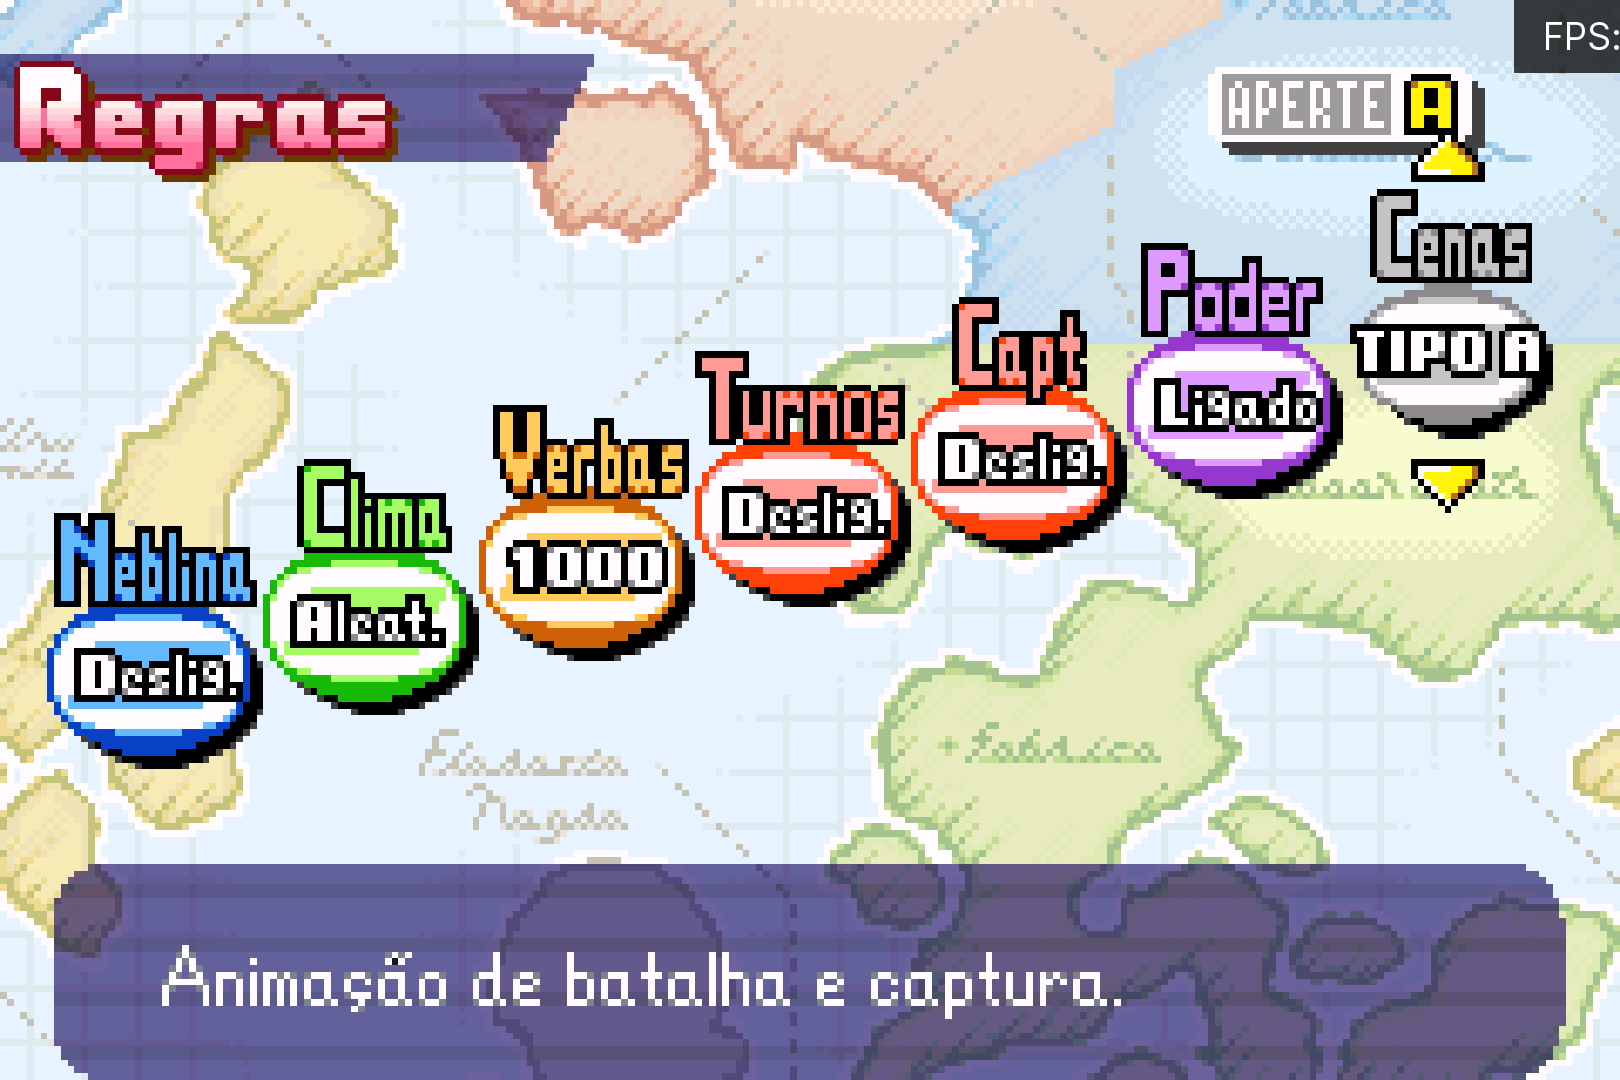 FPS:
Regras
APERTE A
Cenas
TIPO A
Poder
Ligado
Capt
Deslig.
Turnos
Deslig.
Verbas
1000
Clima
Aleat.
Neblina
Deslig.
Fábrica
Animação de batalha e captura.